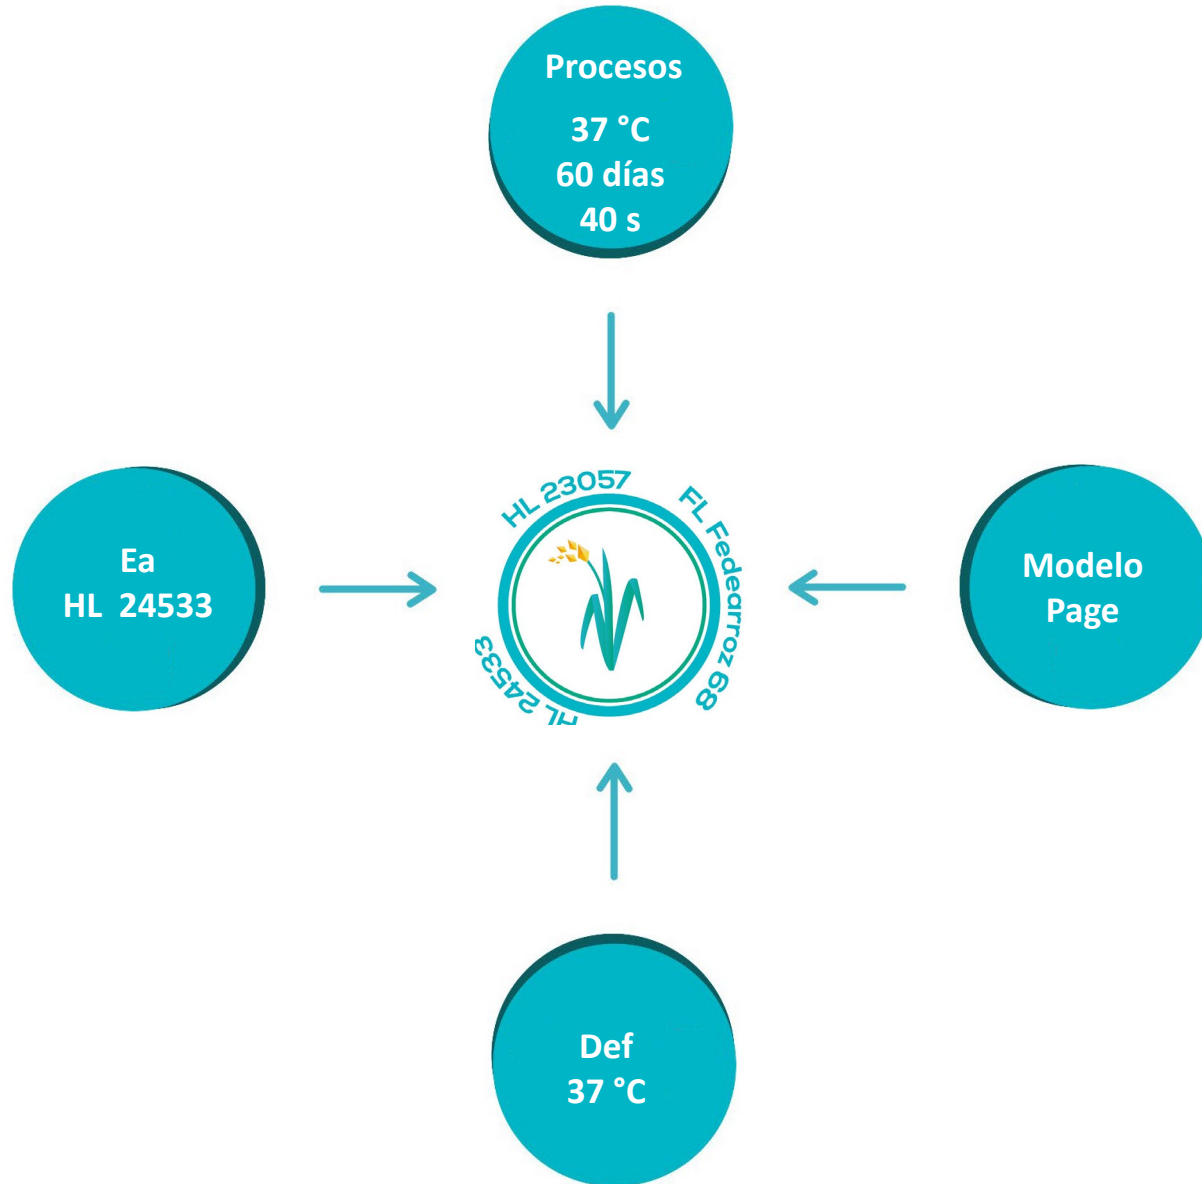 Procesos
37 °C
60 días
40 s
HL 23057
FL Fedearroz 68
HL 24533
Ea
HL 24533
Modelo
Page
Def
37 °C